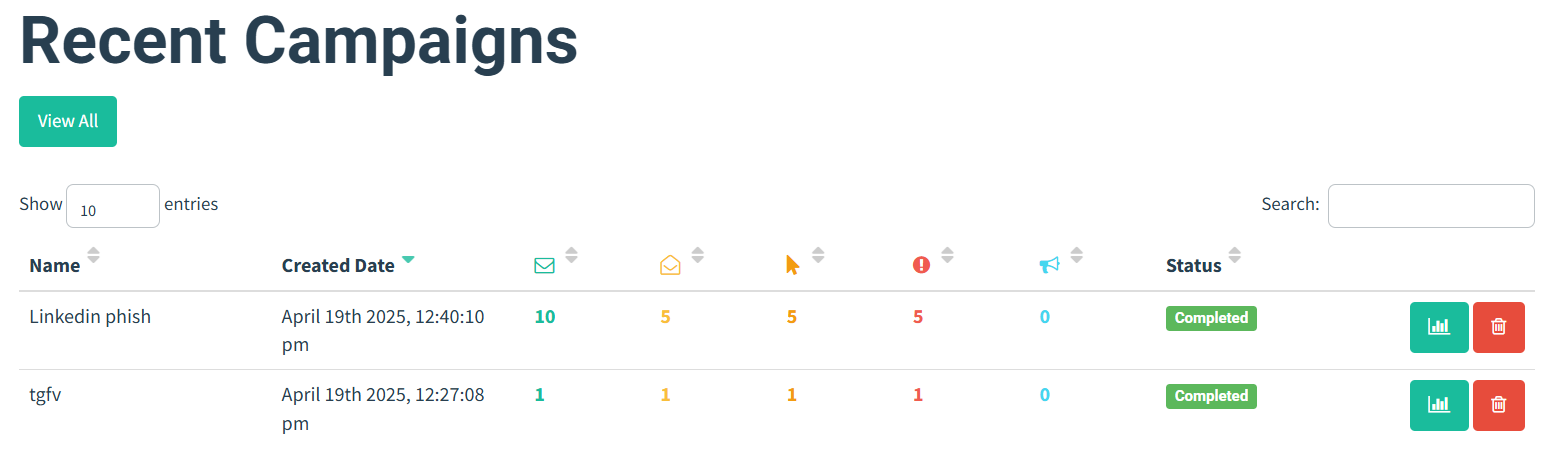 Recent Campaigns
View All
Show 10 entries Search:
Name Created Date Status
Linkedin phish April 19th 2025, 12:40:10 10 5 5 5 0 Completed
pm
tgfv April 19th 2025, 12:27:08 1 1 1 1 0 Completed
pm